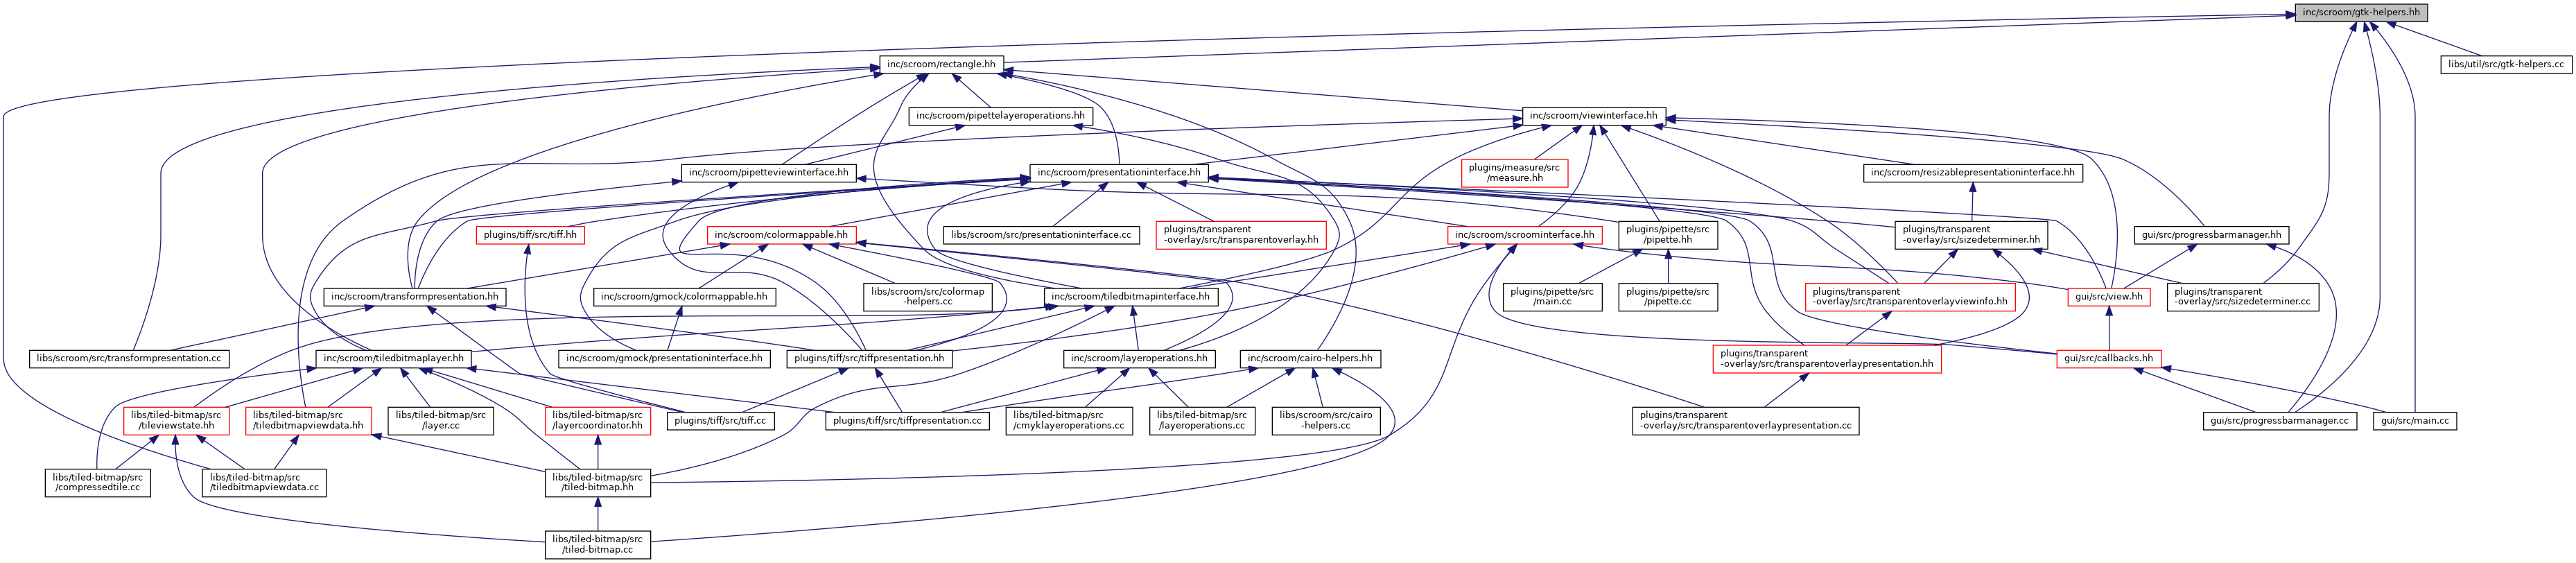 inc/scroom/gtk-helpers.hh
inc/scroom/rectangle.hh
libs/util/src/gtk-helpers.cc
inc/scroom/pipettelayeroperations.hh
inc/scroom/viewinterface.hh
inc/scroom/pipetteviewinterface.hh
inc/scroom/presentationinterface.hh
plugins/measure/src
/measure.hh
inc/scroom/resizablepresentationinterface.hh
plugins/tiff/src/tiff.hh
inc/scroom/colormappable.hh
libs/scroom/src/presentationinterface.cc
plugins/transparent
-overlay/src/transparentoverlay.hh
inc/scroom/scroominterface.hh
plugins/pipette/src
/pipette.hh
plugins/transparent
-overlay/src/sizedeterminer.hh
gui/src/progressbarmanager.hh
inc/scroom/transformpresentation.hh
inc/scroom/gmock/colormappable.hh
libs/scroom/src/colormap
-helpers.cc
inc/scroom/tiledbitmapinterface.hh
plugins/pipette/src
/main.cc
plugins/pipette/src
/pipette.cc
plugins/transparent
-overlay/src/transparentoverlayviewinfo.hh
gui/src/view.hh
plugins/transparent
-overlay/src/sizedeterminer.cc
libs/scroom/src/transformpresentation.cc
inc/scroom/tiledbitmaplayer.hh
inc/scroom/gmock/presentationinterface.hh
plugins/tiff/src/tiffpresentation.hh
inc/scroom/layeroperations.hh
inc/scroom/cairo-helpers.hh
plugins/transparent
-overlay/src/transparentoverlaypresentation.hh
gui/src/callbacks.hh
libs/tiled-bitmap/src
/tileviewstate.hh
libs/tiled-bitmap/src
/tiledbitmapviewdata.hh
libs/tiled-bitmap/src
/layer.cc
libs/tiled-bitmap/src
/layercoordinator.hh
plugins/tiff/src/tiff.cc
plugins/tiff/src/tiffpresentation.cc
libs/tiled-bitmap/src
/cmyklayeroperations.cc
libs/tiled-bitmap/src
/layeroperations.cc
libs/scroom/src/cairo
-helpers.cc
plugins/transparent
-overlay/src/transparentoverlaypresentation.cc
gui/src/progressbarmanager.cc
gui/src/main.cc
libs/tiled-bitmap/src
/compressedtile.cc
libs/tiled-bitmap/src
/tiledbitmapviewdata.cc
libs/tiled-bitmap/src
/tiled-bitmap.hh
libs/tiled-bitmap/src
/tiled-bitmap.cc